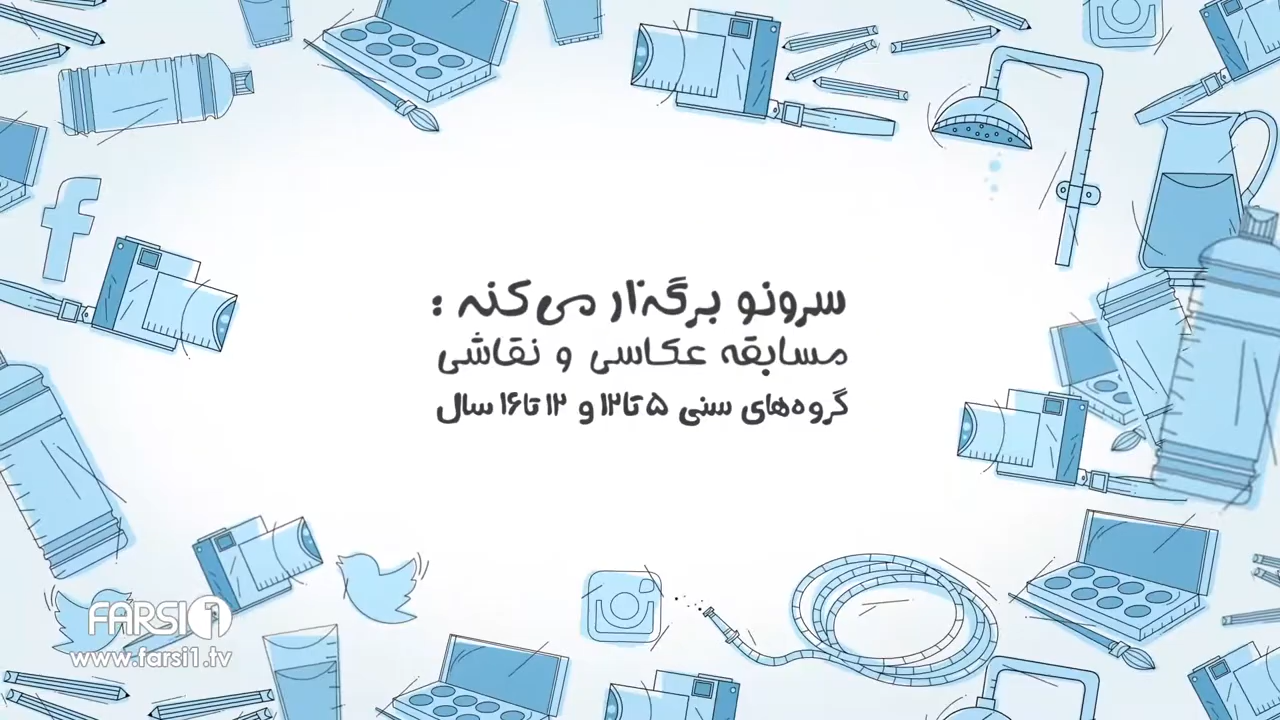 سرونو برگذار می‌کنه :
مسابقه عکاسی و نقاشی
گروه‌های سنی ۵ تا ۱۲ و ۱۲ تا ۱۶ سال
FARSI1
www.farsi1.tv